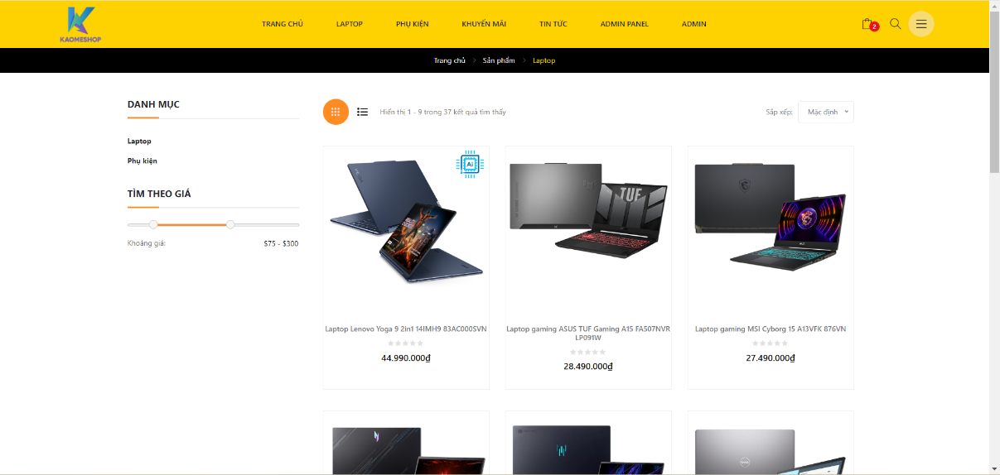 KAOMESHOP
TRANG CHỦ
LAPTOP
PHỤ KIỆN
KHUYẾN MÃI
TIN TỨC
ADMIN PANEL
ADMIN
2
Trang chủ > Sản phẩm > Laptop
DANH MỤC
Laptop
Phụ kiện
TÌM THEO GIÁ
Khoảng giá: $75 - $300
Hiển thị 1 - 9 trong 37 kết quả tìm thấy
Sắp xếp: Mặc định
Ai
TUF
Laptop Lenovo Yoga 9 2in1 14IMH9 83AC000SVN
44.990.000₫
Laptop gaming ASUS TUF Gaming A15 FA507NVR
LP091W
28.490.000₫
Laptop gaming MSI Cyborg 15 A13VFK 876VN
27.490.000₫
DELL